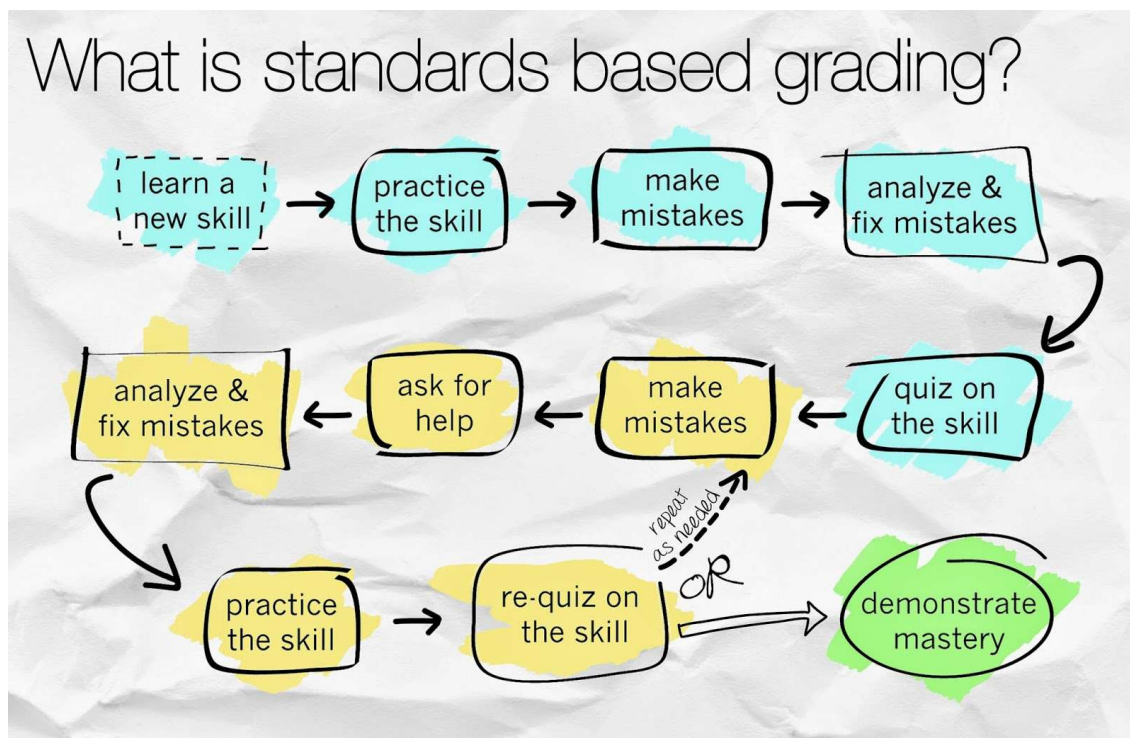 What is standards based grading?
learn a
new skill
practice
the skill
make
mistakes
analyze &
fix mistakes
quiz on
the skill
make
mistakes
ask for
help
analyze &
fix mistakes
practice
the skill
re-quiz on
the skill
repeat
as needed
OR
demonstrate
mastery